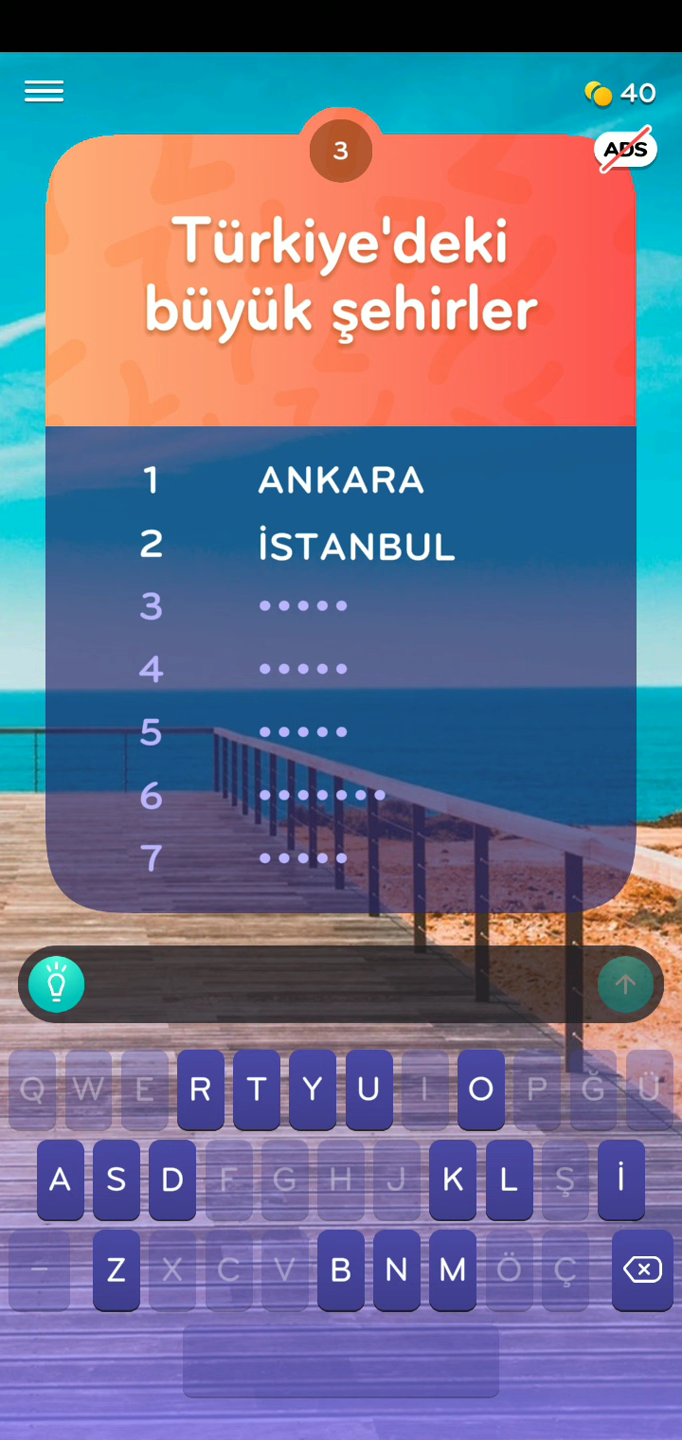 40
3
ADS
Türkiye'deki
büyük şehirler
1 ANKARA
2 İSTANBUL
3 •••••
4 •••••
5 •••••
6 •••••••
7 •••••
Q W E R T Y U I O P Ğ Ü
A S D F G H J K L Ş İ
- Z X C V B N M Ö Ç